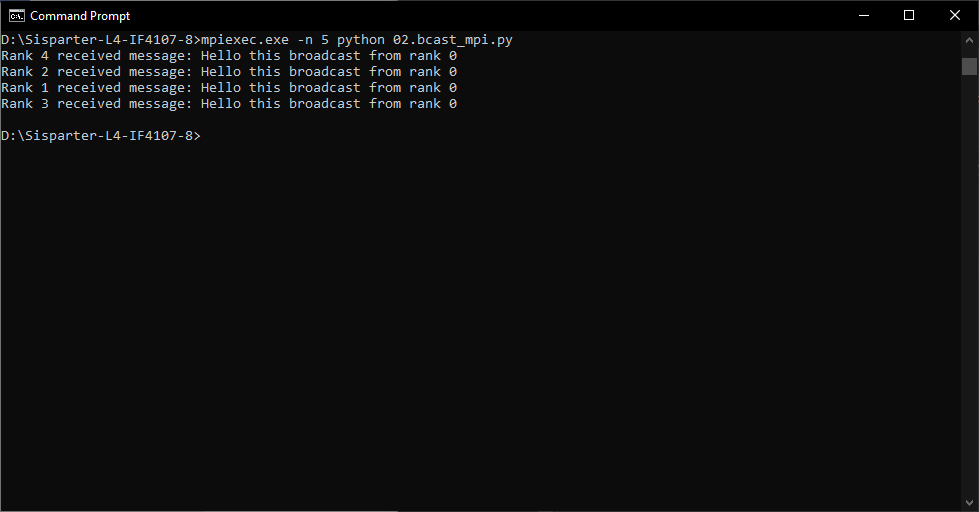 Command Prompt
D:\Sisparter-L4-IF4107-8>mpiexec.exe -n 5 python 02.bcast_mpi.py
Rank 4 received message: Hello this broadcast from rank 0
Rank 2 received message: Hello this broadcast from rank 0
Rank 1 received message: Hello this broadcast from rank 0
Rank 3 received message: Hello this broadcast from rank 0
D:\Sisparter-L4-IF4107-8>